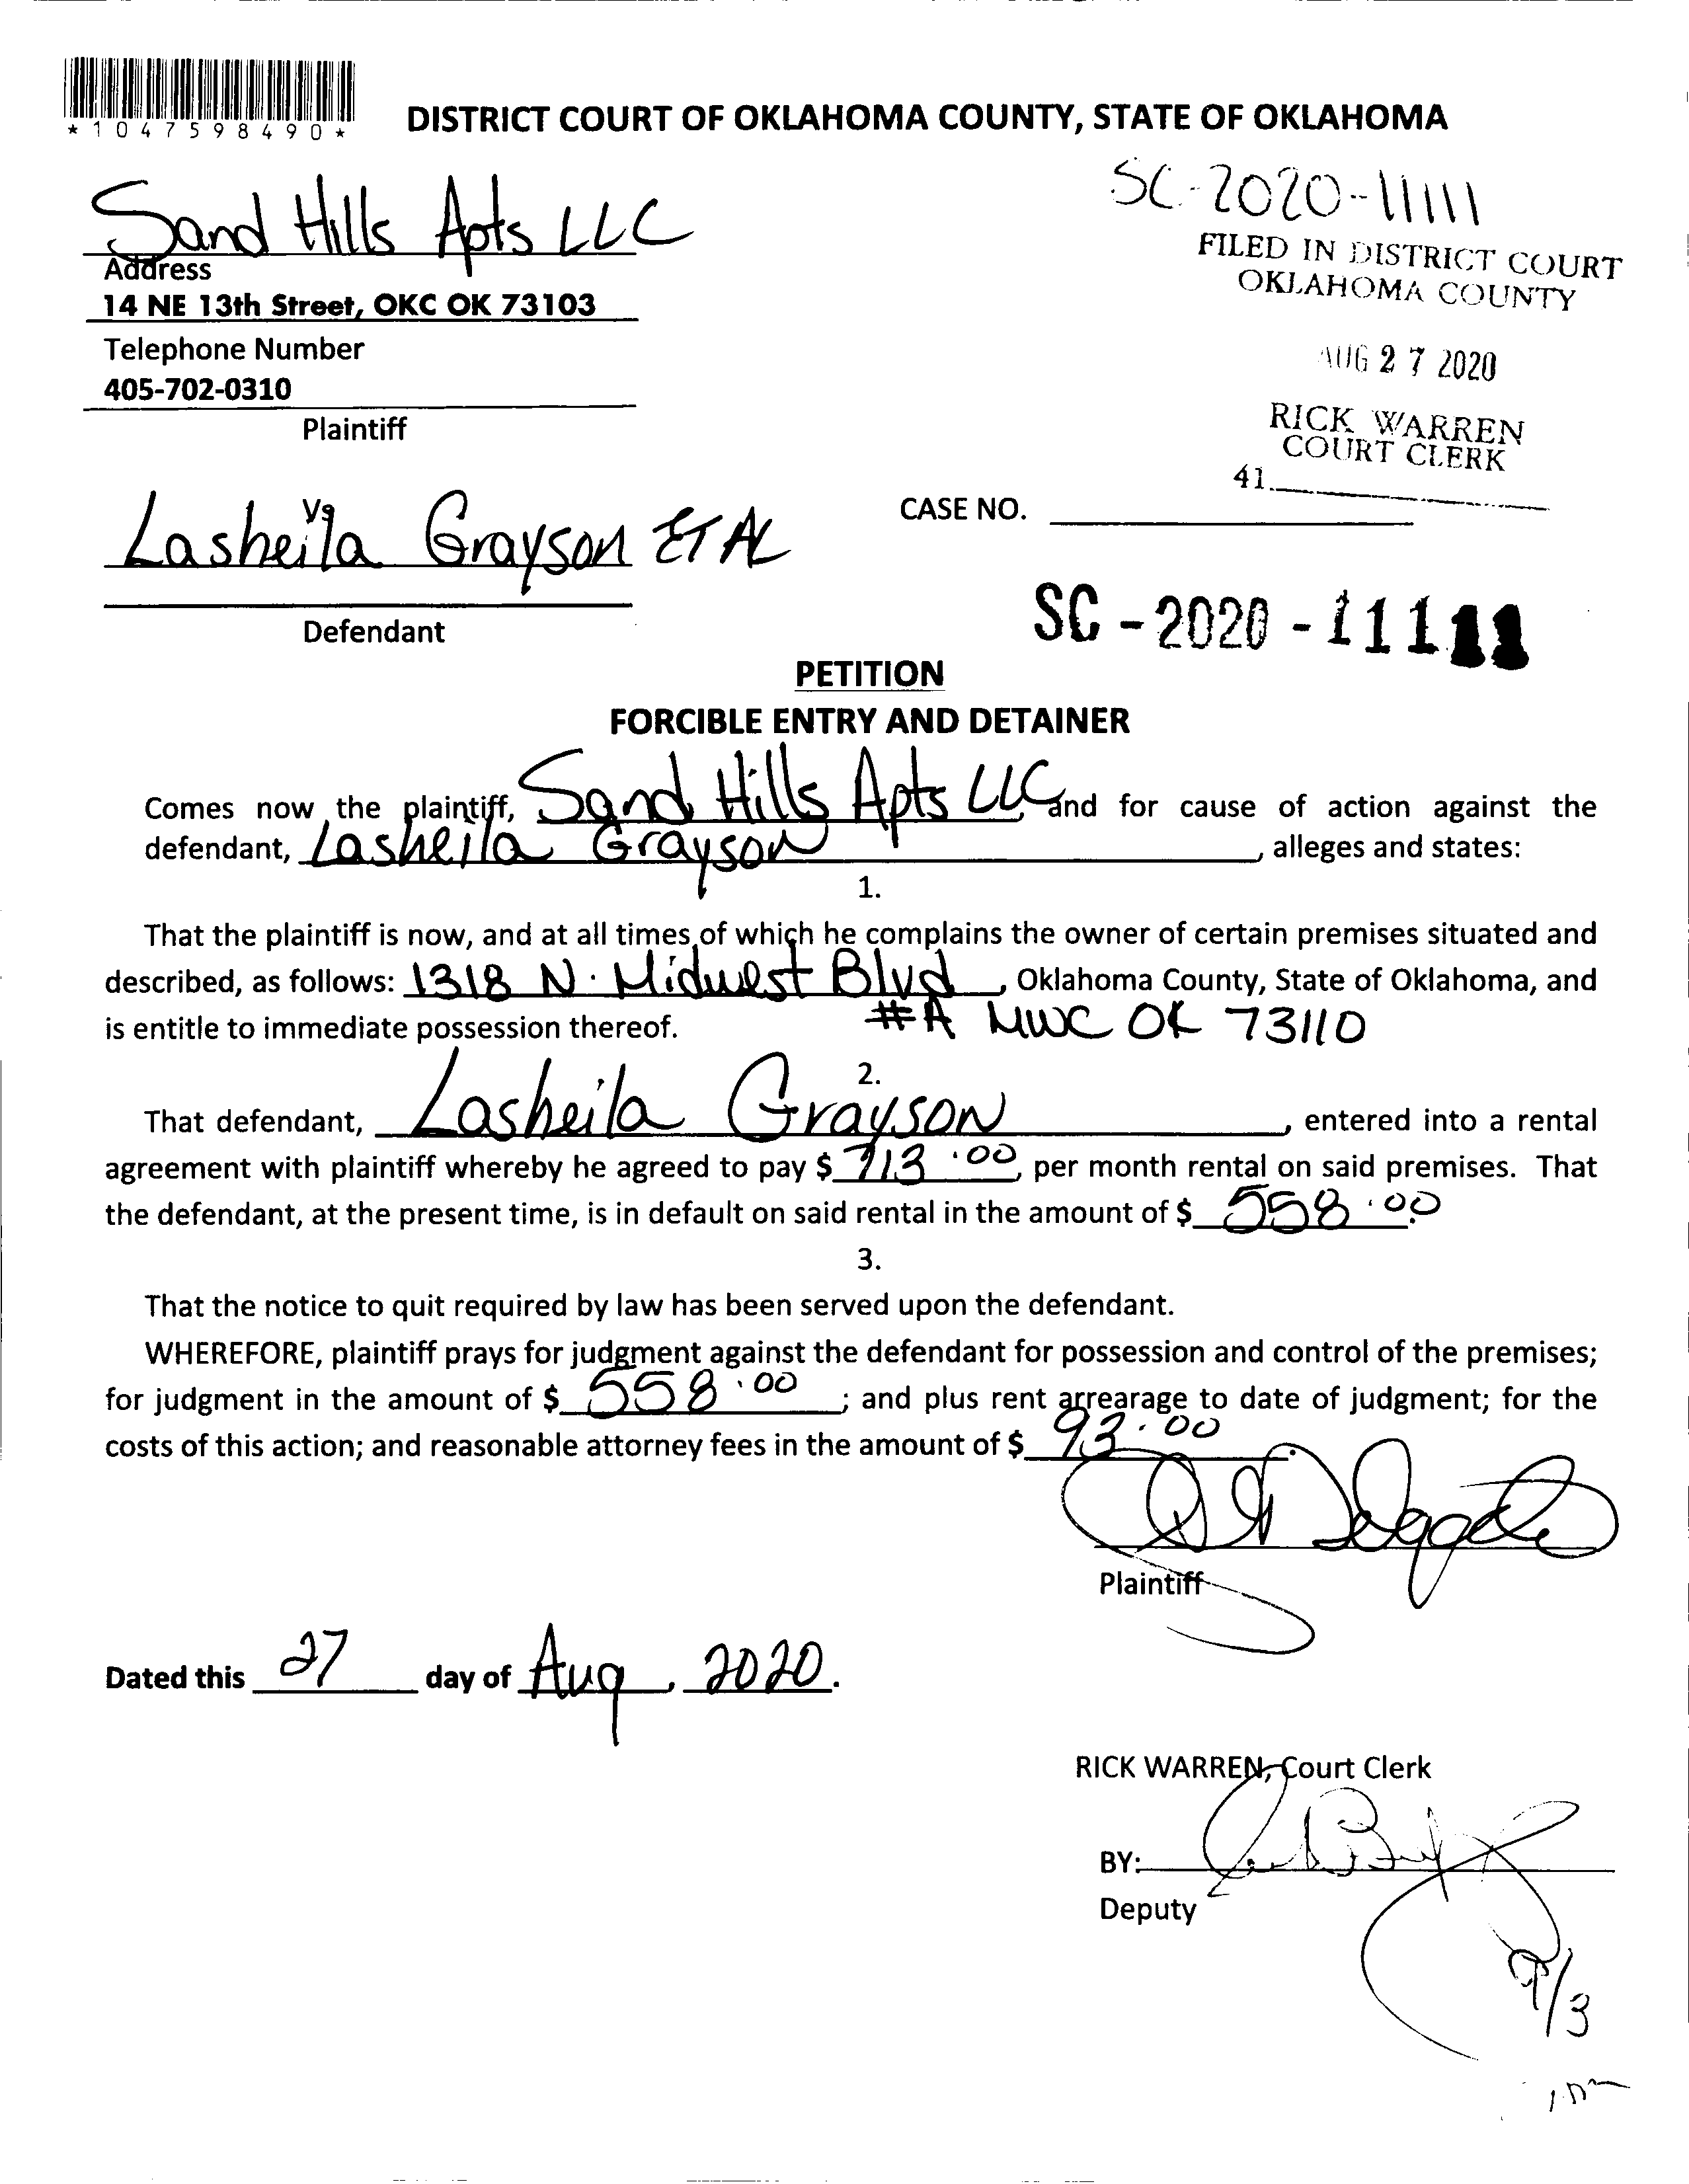 *1047598490*
DISTRICT COURT OF OKLAHOMA COUNTY, STATE OF OKLAHOMA
SC-2020-11111
Sand Hills Apts LLC
Address
14 NE 13th Street, OKC OK 73103
Telephone Number
405-702-0310
Plaintiff
FILED IN DISTRICT COURT
OKLAHOMA COUNTY
AUG 27 2020
RICK WARREN
COURT CLERK
41
Vs
Lasheila Grayson ET AL
CASE NO.
Defendant
SC-2020-11111
PETITION
FORCIBLE ENTRY AND DETAINER
Comes now the plaintiff, Sand Hills Apts LLC and for cause of action against the
defendant, Lasheila Grayson, alleges and states:
1.
That the plaintiff is now, and at all times of which he complains the owner of certain premises situated and
described, as follows: 1318 N. Midwest Blvd, Oklahoma County, State of Oklahoma, and
#A MWC OK 73110
is entitle to immediate possession thereof.
2.
That defendant, Lasheila Grayson, entered into a rental
agreement with plaintiff whereby he agreed to pay $ 713.00, per month rental on said premises. That
the defendant, at the present time, is in default on said rental in the amount of $ 558.00.
3.
That the notice to quit required by law has been served upon the defendant.
WHEREFORE, plaintiff prays for judgment against the defendant for possession and control of the premises;
for judgment in the amount of $ 558.00; and plus rent arrearage to date of judgment; for the
costs of this action; and reasonable attorney fees in the amount of $ 93.00.
Plaintiff
Dated this 27 day of Aug, 2020.
RICK WARREN, Court Clerk
BY:
Deputy
9/3